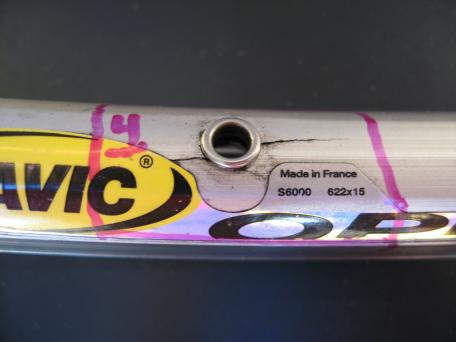 4
AVIC®
Made in France
S6000 622x15
OP